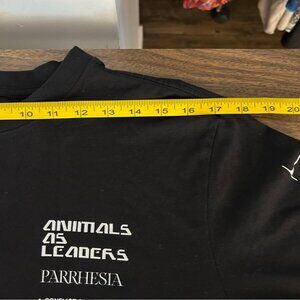 10 11 12 13 14 15 16 17 18 19 20
ANIMALS
AS
LEADERS
PARRHESIA